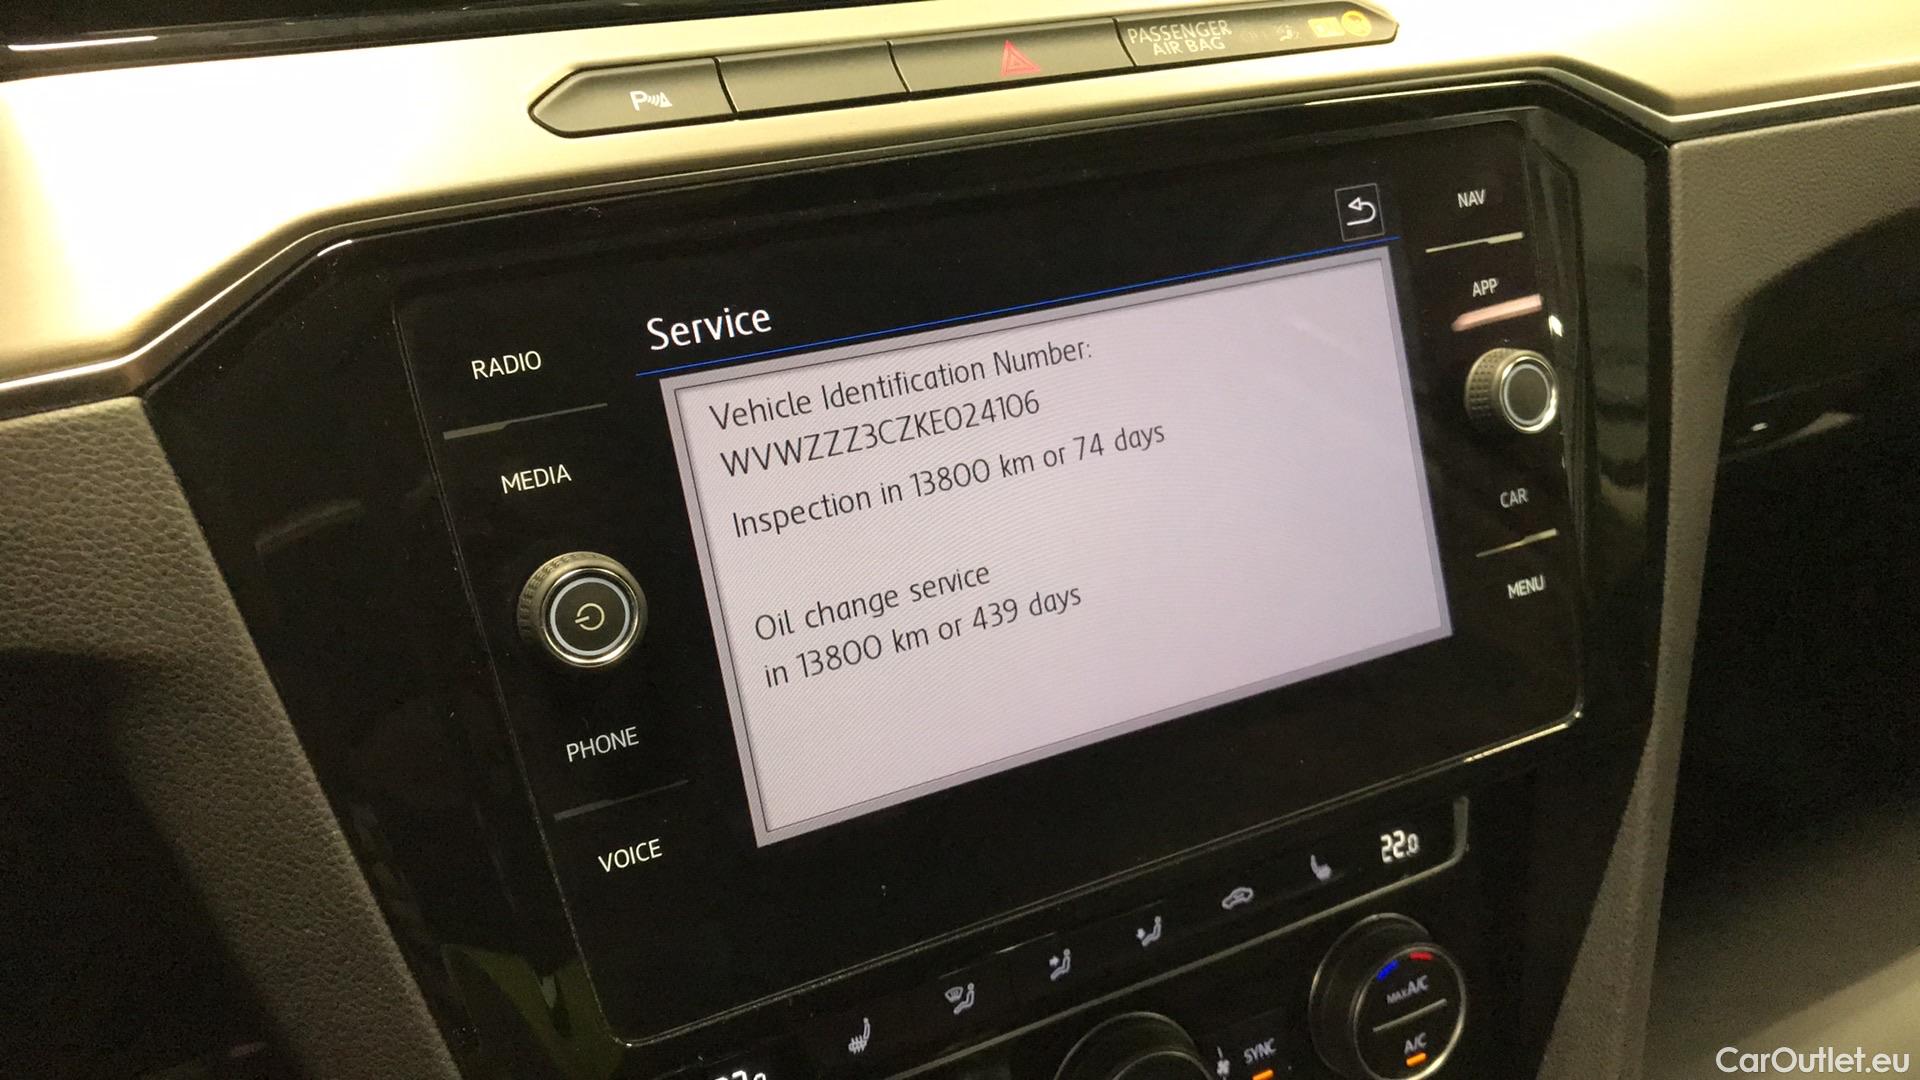 PASSENGER
AIR BAG
P
NAV
APP
Service
RADIO
Vehicle Identification Number:
WVWZZZ3CZKE024106
Inspection in 13800 km or 74 days
MEDIA
CAR
Oil change service
in 13800 km or 439 days
MENU
PHONE
VOICE
22.0
MAX A/C
A/C
SYNC
CarOutlet.eu